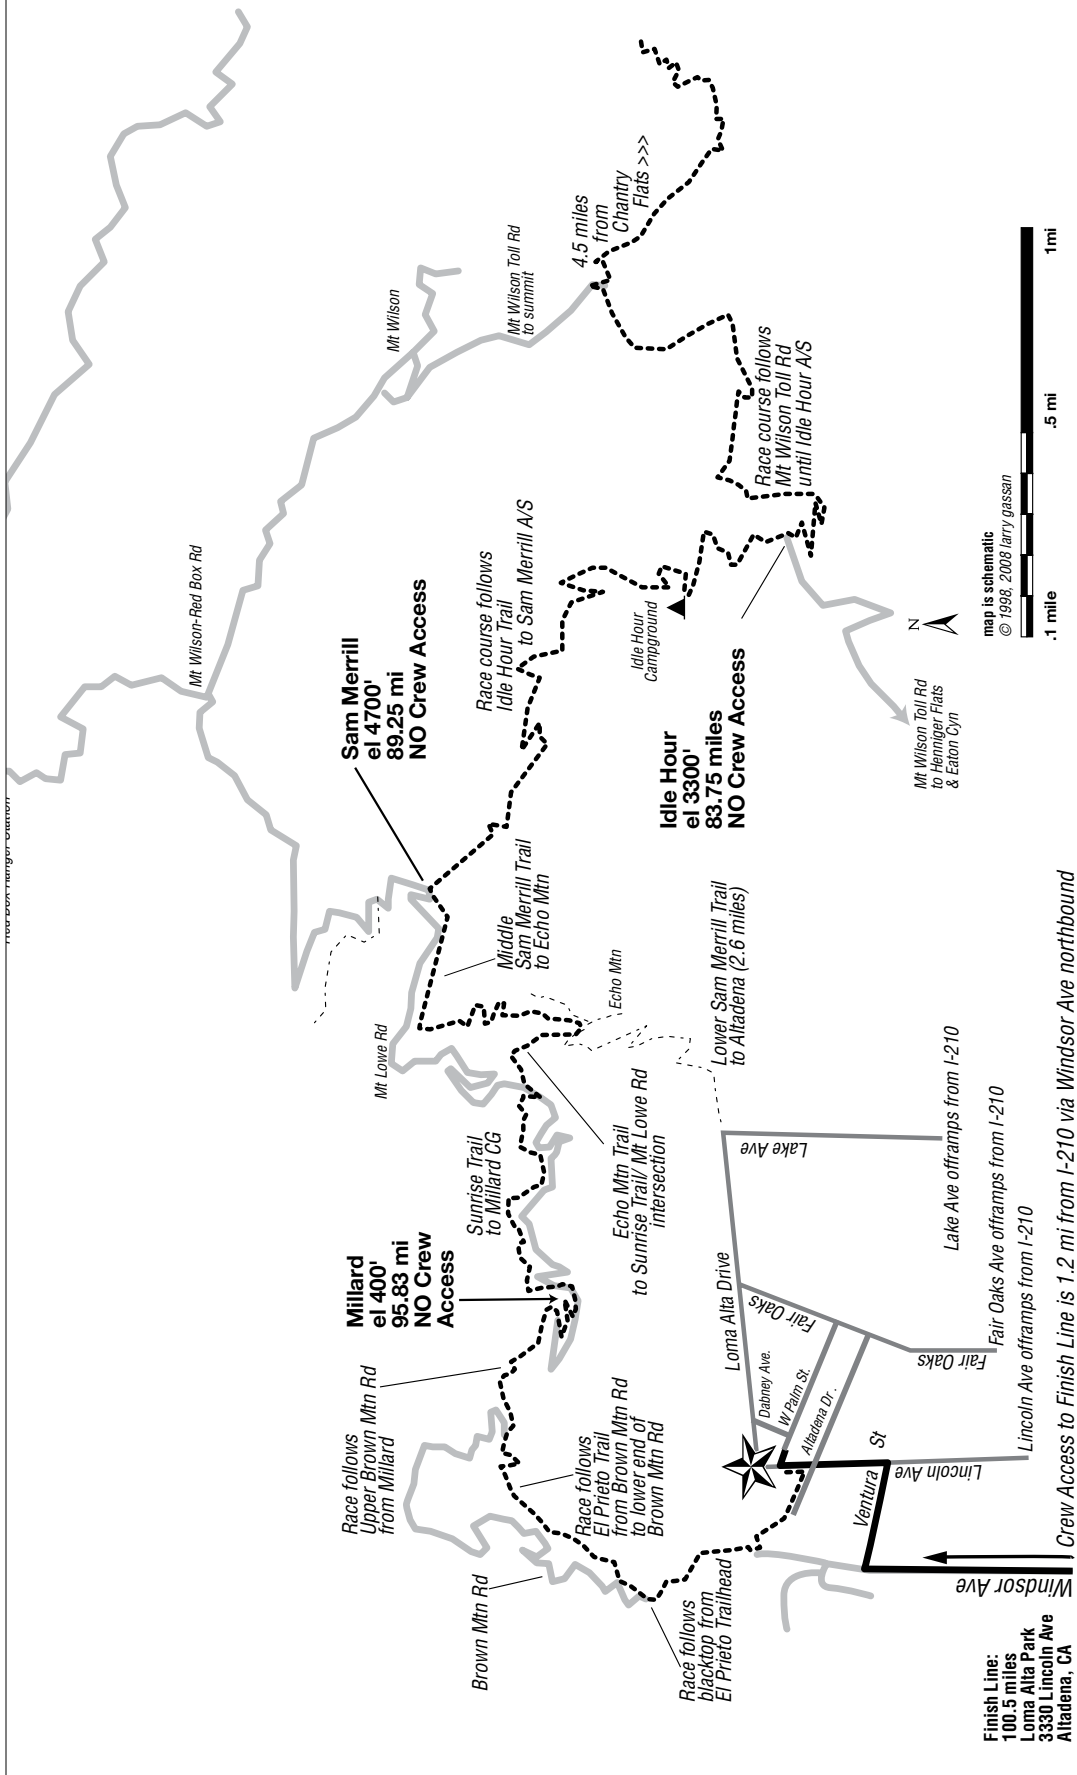 Red Box Ranger Station
Mt Wilson-Red Box Rd
Mt Wilson
Mt Wilson Toll Rd
to summit
4.5 miles
from
Chantry
Flats >>>
Race course follows
Mt Wilson Toll Rd
until Idle Hour A/S
Sam Merrill
el 4700'
89.25 mi
NO Crew Access
Race course follows
Idle Hour Trail
to Sam Merrill A/S
Idle Hour
Campground
Idle Hour
el 3300'
83.75 miles
NO Crew Access
Mt Wilson Toll Rd
to Henniger Flats
& Eaton Cyn
N
map is schematic
© 1998, 2008 larry gassan
.1 mile
.5 mi
1mi
Middle
Sam Merrill Trail
to Echo Mtn
Mt Lowe Rd
Echo Mtn
Lower Sam Merrill Trail
to Altadena (2.6 miles)
Sunrise Trail
to Millard CG
Echo Mtn Trail
to Sunrise Trail/ Mt Lowe Rd
intersection
Millard
el 400'
95.83 mi
NO Crew
Access
Race follows
Upper Brown Mtn Rd
from Millard
Race follows
El Prieto Trail
from Brown Mtn Rd
to lower end of
Brown Mtn Rd
Brown Mtn Rd
Race follows
blacktop from
El Prieto Trailhead
Loma Alta Drive
Lake Ave
Fair Oaks
Dabney Ave.
W Palm St.
Altadena Dr .
Fair Oaks
Ventura St
Lincoln Ave
Windsor Ave
Lake Ave offramps from I-210
Fair Oaks Ave offramps from I-210
Lincoln Ave offramps from I-210
Crew Access to Finish Line is 1.2 mi from I-210 via Windsor Ave northbound
Finish Line:
100.5 miles
Loma Alta Park
3330 Lincoln Ave
Altadena, CA